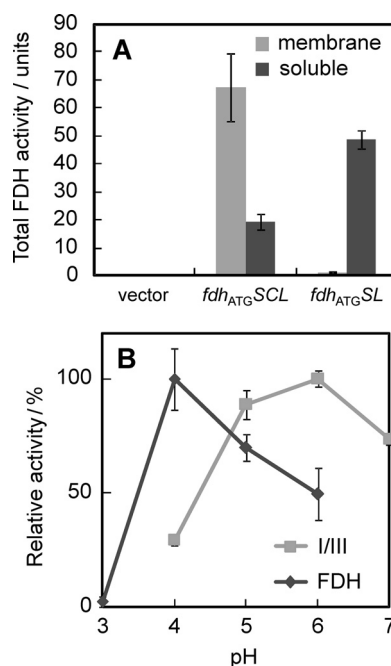 A
membrane
soluble
Total FDH activity / units
90
80
70
60
50
40
30
20
10
0
vector
fdhATGSCL
fdhATGSL
B
Relative activity / %
100
50
0
I/III
FDH
3 4 5 6 7
pH